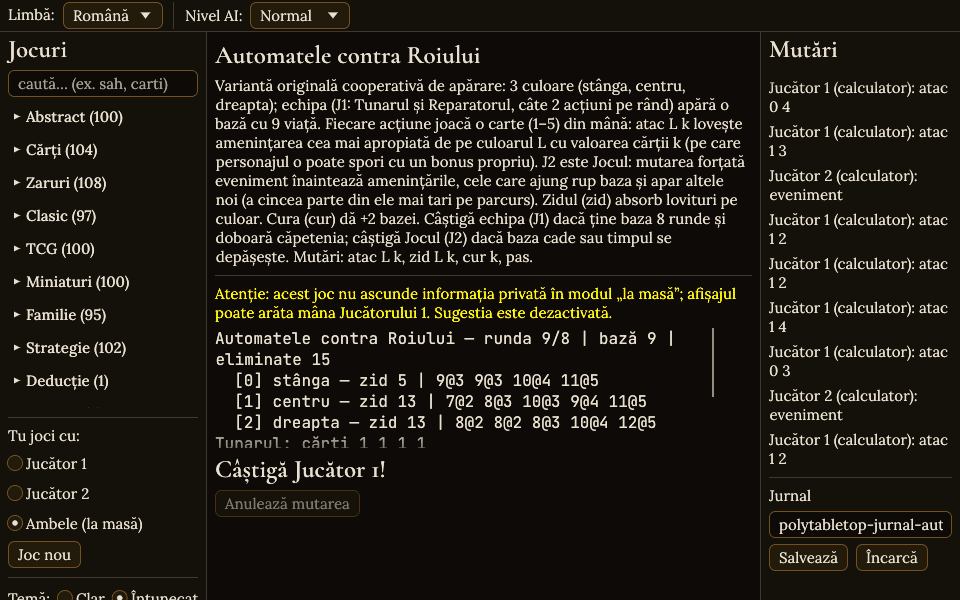 Limbă: Română ▼ Nivel AI: Normal ▼
Jocuri
caută... (ex. sah, carti)
▸ Abstract (100)
▸ Cărți (104)
▸ Zaruri (108)
▸ Clasic (97)
▸ TCG (100)
▸ Miniaturi (100)
▸ Familie (95)
▸ Strategie (102)
▸ Deducție (1)
Tu joci cu:
Jucător 1
Jucător 2
Ambele (la masă)
Joc nou
Temă: Clar Întunecat
Automatele contra Roiului
Variantă originală cooperativă de apărare: 3 culoare (stânga, centru,
dreapta); echipa (J1: Tunarul și Reparatorul, câte 2 acțiuni pe rând) apără o
bază cu 9 viață. Fiecare acțiune joacă o carte (1–5) din mână: atac L k lovește
amenințarea cea mai apropiată de pe culoarul L cu valoarea cărții k (pe care
personajul o poate spori cu un bonus propriu). J2 este Jocul: mutarea forțată
eveniment înaintează amenințările, cele care ajung rup baza și apar altele
noi (a cincea parte din ele mai tari pe parcurs). Zidul (zid) absorb lovituri pe
culoar. Cura (cur) dă +2 bazei. Câștigă echipa (J1) dacă ține baza 8 runde și
doboară căpetenia; câștigă Jocul (J2) dacă baza cade sau timpul se
depășește. Mutări: atac L k, zid L k, cur k, pas.
Atenție: acest joc nu ascunde informația privată în modul „la masă”; afișajul
poate arăta mâna Jucătorului 1. Sugestia este dezactivată.
Automatele contra Roiului — runda 9/8 | bază 9 |
eliminate 15
[0] stânga — zid 5 | 9@3 9@3 10@4 11@5
[1] centru — zid 13 | 7@2 8@3 10@3 9@4 11@5
[2] dreapta — zid 13 | 8@2 8@2 8@3 10@4 12@5
Tunarul: cărți 1 1 1 1
Câștigă Jucător 1!
Anulează mutarea
Mutări
Jucător 1 (calculator): atac
0 4
Jucător 1 (calculator): atac
1 3
Jucător 2 (calculator):
eveniment
Jucător 1 (calculator): atac
1 2
Jucător 1 (calculator): atac
1 2
Jucător 1 (calculator): atac
1 4
Jucător 1 (calculator): atac
0 3
Jucător 2 (calculator):
eveniment
Jucător 1 (calculator): atac
1 2
Jurnal
polytabletop-jurnal-aut
Salvează Încarcă